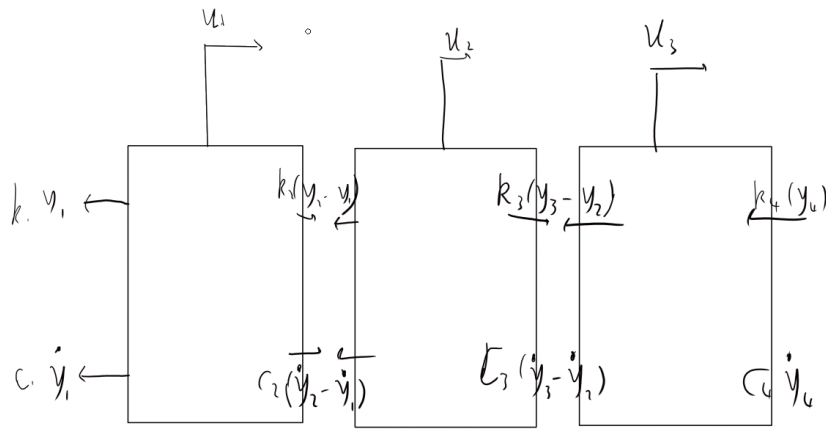 u₁
u₂
u₃
k₁ y₁
k₂(y₂ - y₁)
k₃(y₃ - y₂)
k₄(y₄)
c₁ ẏ₁
c₂(ẏ₂ - ẏ₁)
c₃(ẏ₃ - ẏ₂)
c₄ ẏ₄